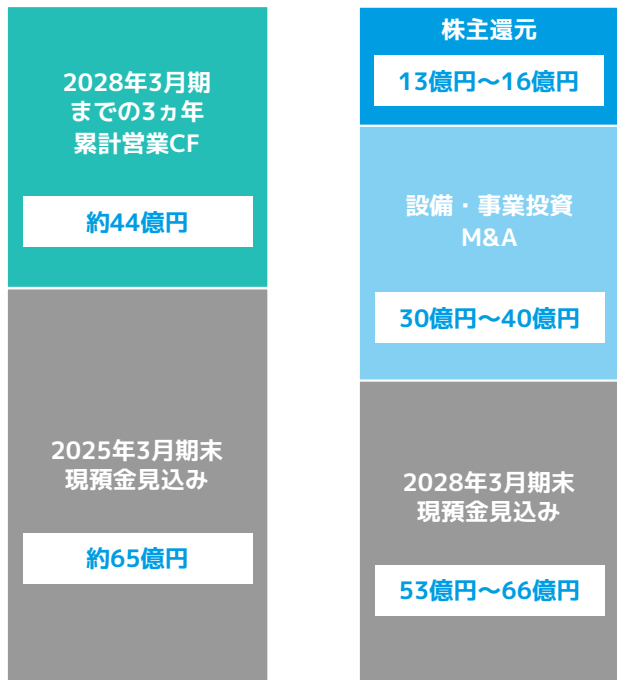 2028年3月期
までの3ヵ年
累計営業CF
約44億円
2025年3月期末
現預金見込み
約65億円
株主還元
13億円～16億円
設備・事業投資
M&A
30億円～40億円
2028年3月期末
現預金見込み
53億円～66億円